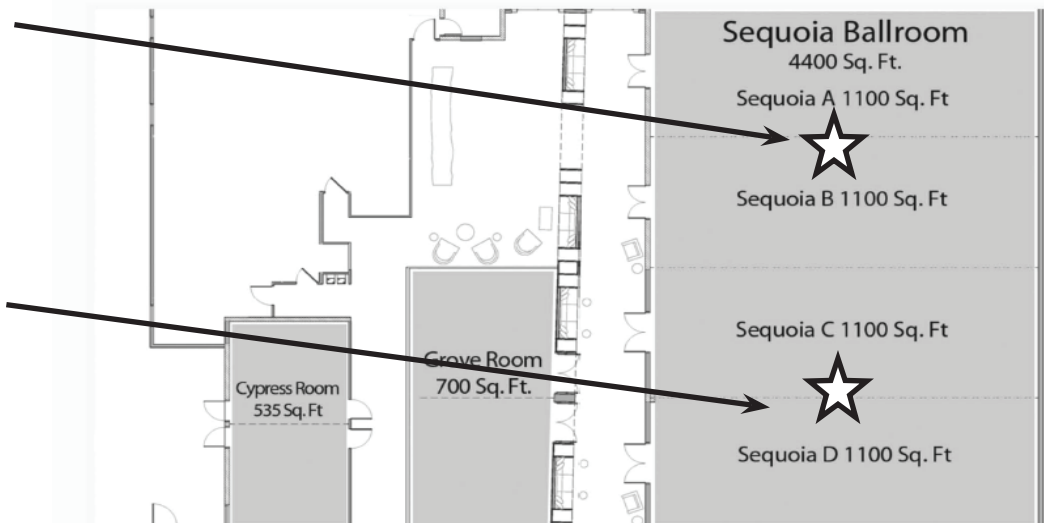 Sequoia Ballroom
4400 Sq. Ft.
Sequoia A 1100 Sq. Ft
Sequoia B 1100 Sq. Ft
Sequoia C 1100 Sq. Ft
Sequoia D 1100 Sq. Ft
Grove Room
700 Sq. Ft.
Cypress Room
535 Sq. Ft